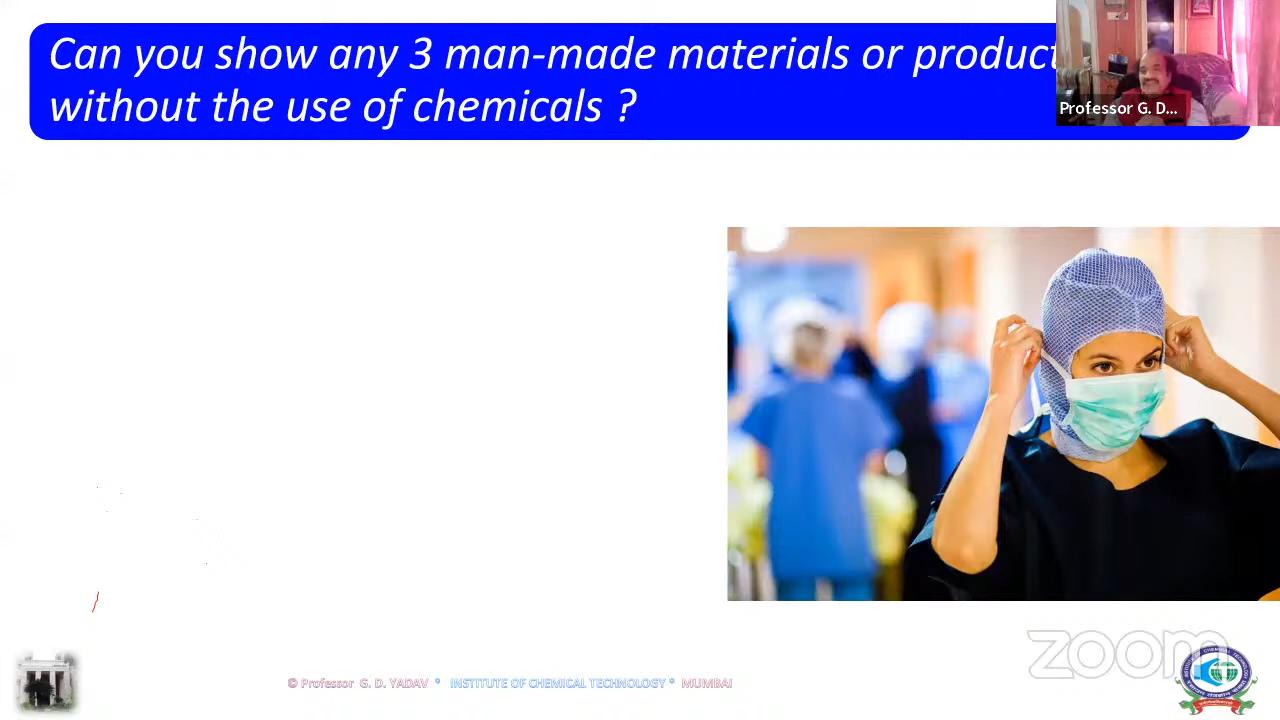 Can you show any 3 man-made materials or product
without the use of chemicals ?
Professor G. D...
© Professor G. D. YADAV * INSTITUTE OF CHEMICAL TECHNOLOGY * MUMBAI
zoom